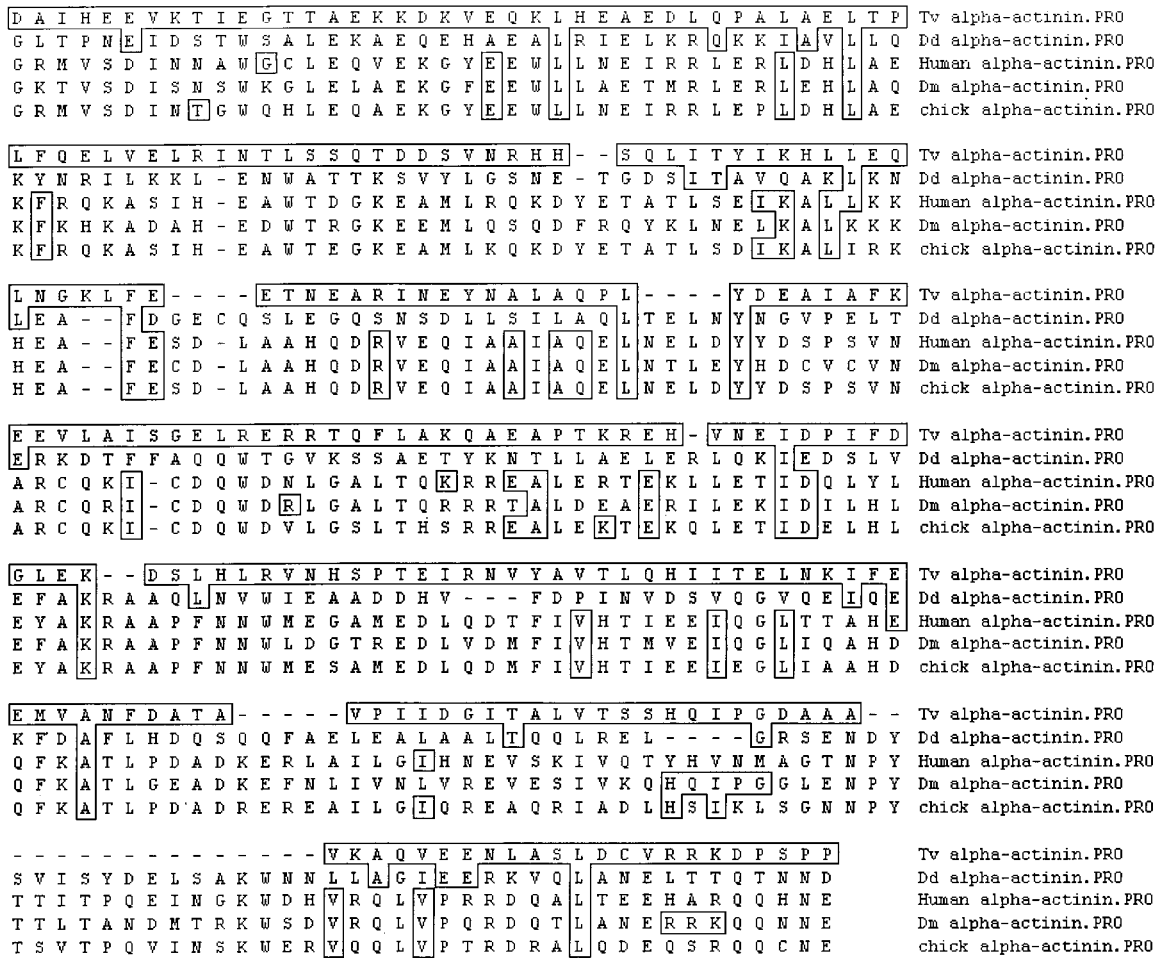 D A I H E E V K T I E G T T A E K K D K V E Q K L H E A E D L Q P A L A E L T P Tv alpha-actinin.PRO
G L T P N E I D S T W S A L E K A E Q E H A E A L R I E L K R Q K K I A V L L Q Dd alpha-actinin.PRO
G R M V S D I N N A W G C L E Q V E K G Y E E W L L N E I R R L E R L D H L A E Human alpha-actinin.PRO
G K T V S D I S N S W K G L E L A E K G F E E W L L A E T M R L E R L E H L A Q Dm alpha-actinin.PRO
G R M V S D I N T G W Q H L E Q A E K G Y E E W L L N E I R R L E P L D H L A E chick alpha-actinin.PRO
L F Q E L V E L R I N T L S S Q T D D S V N R H H - - S Q L I T Y I K H L L E Q Tv alpha-actinin.PRO
K Y N R I L K K L - E N W A T T K S V Y L G S N E - T G D S I T A V Q A K L K N Dd alpha-actinin.PRO
K F R Q K A S I H - E A W T D G K E A M L R Q K D Y E T A T L S E I K A L L K K Human alpha-actinin.PRO
K F K H K A D A H - E D W T R G K E E M L Q S Q D F R Q Y K L N E L K A L K K K Dm alpha-actinin.PRO
K F R Q K A S I H - E A W T E G K E A M L K Q K D Y E T A T L S D I K A L I R K chick alpha-actinin.PRO
L N G K L F E - - - - E T N E A R I N E Y N A L A Q P L - - - - Y D E A I A F K Tv alpha-actinin.PRO
L E A - - F D G E C Q S L E G Q S N S D L L S I L A Q L T E L N Y N G V P E L T Dd alpha-actinin.PRO
H E A - - F E S D - L A A H Q D R V E Q I A A I A Q E L N E L D Y Y D S P S V N Human alpha-actinin.PRO
H E A - - F E C D - L A A H Q D R V E Q I A A I A Q E L N T L E Y H D C V C V N Dm alpha-actinin.PRO
H E A - - F E S D - L A A H Q D R V E Q I A A I A Q E L N E L D Y Y D S P S V N chick alpha-actinin.PRO
E E V L A I S G E L R E R R T Q F L A K Q A E A P T K R E H - V N E I D P I F D Tv alpha-actinin.PRO
E R K D T F F A Q Q W T G V K S S A E T Y K N T L L A E L E R L Q K I E D S L V Dd alpha-actinin.PRO
A R C Q K I - C D Q W D N L G A L T Q K R R E A L E R T E K L L E T I D Q L Y L Human alpha-actinin.PRO
A R C Q R I - C D Q W D R L G A L T Q R R R T A L D E A E R I L E K I D I L H L Dm alpha-actinin.PRO
A R C Q K I - C D Q W D V L G S L T H S R R E A L E K T E K Q L E T I D E L H L chick alpha-actinin.PRO
G L E K - - D S L H L R V N H S P T E I R N V Y A V T L Q H I I T E L N K I F E Tv alpha-actinin.PRO
E F A K R A A Q L N V W I E A A D D H V - - - F D P I N V D S V Q G V Q E I Q E Dd alpha-actinin.PRO
E Y A K R A A P F N N W M E G A M E D L Q D T F I V H T I E E I Q G L T T A H E Human alpha-actinin.PRO
E F A K R A A P F N N W L D G T R E D L V D M F I V H T M V E I Q G L I Q A H D Dm alpha-actinin.PRO
E Y A K R A A P F N N W M E S A M E D L Q D M F I V H T I E E I E G L I A A H D chick alpha-actinin.PRO
E M V A N F D A T A - - - - - V P I I D G I T A L V T S S H Q I P G D A A A - - Tv alpha-actinin.PRO
K F D A F L H D Q S Q Q F A E L E A L A A L T Q Q L R E L - - - - G R S E N D Y Dd alpha-actinin.PRO
Q F K A T L P D A D K E R L A I L G I H N E V S K I V Q T Y H V N M A G T N P Y Human alpha-actinin.PRO
Q F K A T L G E A D K E F N L I V N L V R E V E S I V K Q H Q I P G G L E N P Y Dm alpha-actinin.PRO
Q F K A T L P D A D R E R E A I L G I Q R E A Q R I A D L H S I K L S G N N P Y chick alpha-actinin.PRO
- - - - - - - - - - - - - - V K A Q V E E N L A S L D C V R R K D P S P P Tv alpha-actinin.PRO
S V I S Y D E L S A K W N N L L A G I E E R K V Q L A N E L T T Q T N N D Dd alpha-actinin.PRO
T T I T P Q E I N G K W D H V R Q L V P R R D Q A L T E E H A R Q Q H N E Human alpha-actinin.PRO
T T L T A N D M T R K W S D V R Q L V P Q R D Q T L A N E R R K Q Q N N E Dm alpha-actinin.PRO
T S V T P Q V I N S K W E R V Q Q L V P T R D R A L Q D E Q S R Q Q C N E chick alpha-actinin.PRO